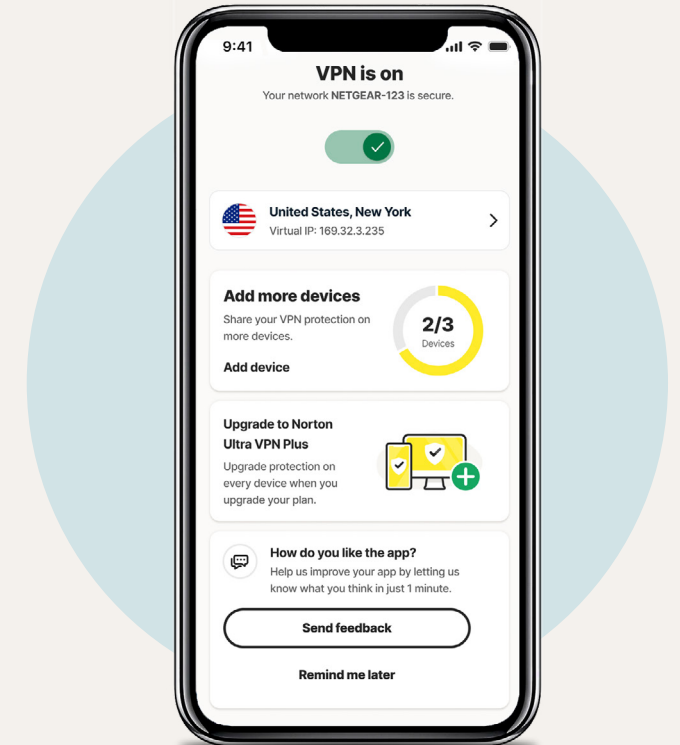 9:41
VPN is on
Your network NETGEAR-123 is secure.
United States, New York
Virtual IP: 169.32.3.235
Add more devices
Share your VPN protection on
more devices.
Add device
2/3
Devices
Upgrade to Norton
Ultra VPN Plus
Upgrade protection on
every device when you
upgrade your plan.
How do you like the app?
Help us improve your app by letting us
know what you think in just 1 minute.
Send feedback
Remind me later